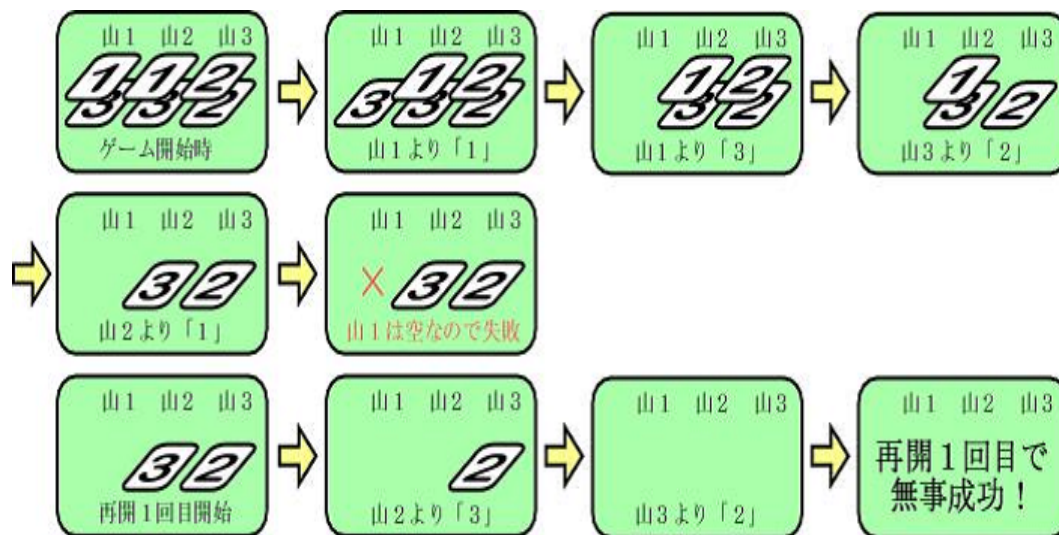 山1 山2 山3
1 1 2
3 3 2
ゲーム開始時
山1 山2 山3
1 2
3 3 2
山1より「1」
山1 山2 山3
1 2
3 2
山1より「3」
山1 山2 山3
1
3 2
山3より「2」
山1 山2 山3
3 2
山2より「1」
山1 山2 山3
× 3 2
山1は空なので失敗
山1 山2 山3
3 2
再開1回目開始
山1 山2 山3
2
山2より「3」
山1 山2 山3
山3より「2」
山1 山2 山3
再開1回目で
無事成功！